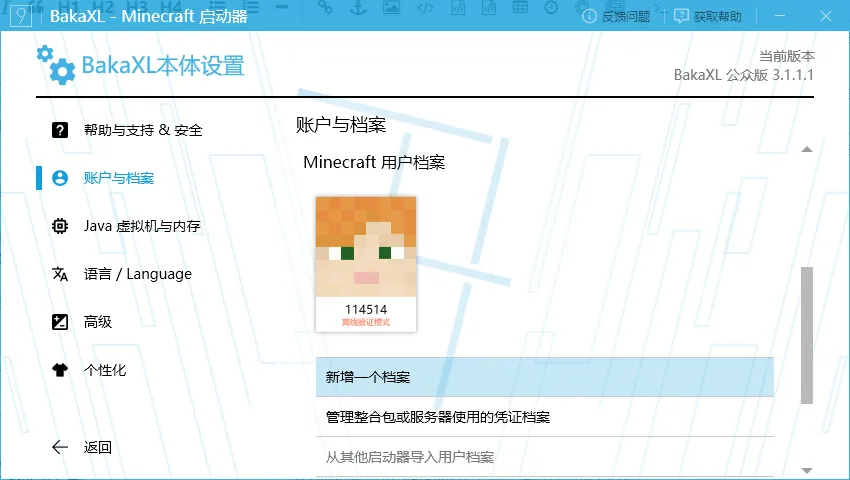 BakaXL - Minecraft 启动器
反馈问题
获取帮助
BakaXL本体设置
当前版本
BakaXL 公众版 3.1.1.1
帮助与支持 & 安全
账户与档案
Java 虚拟机与内存
语言 / Language
高级
个性化
返回
账户与档案
Minecraft 用户档案
114514
离线验证模式
新增一个档案
管理整合包或服务器使用的凭证档案
从其他启动器导入用户档案